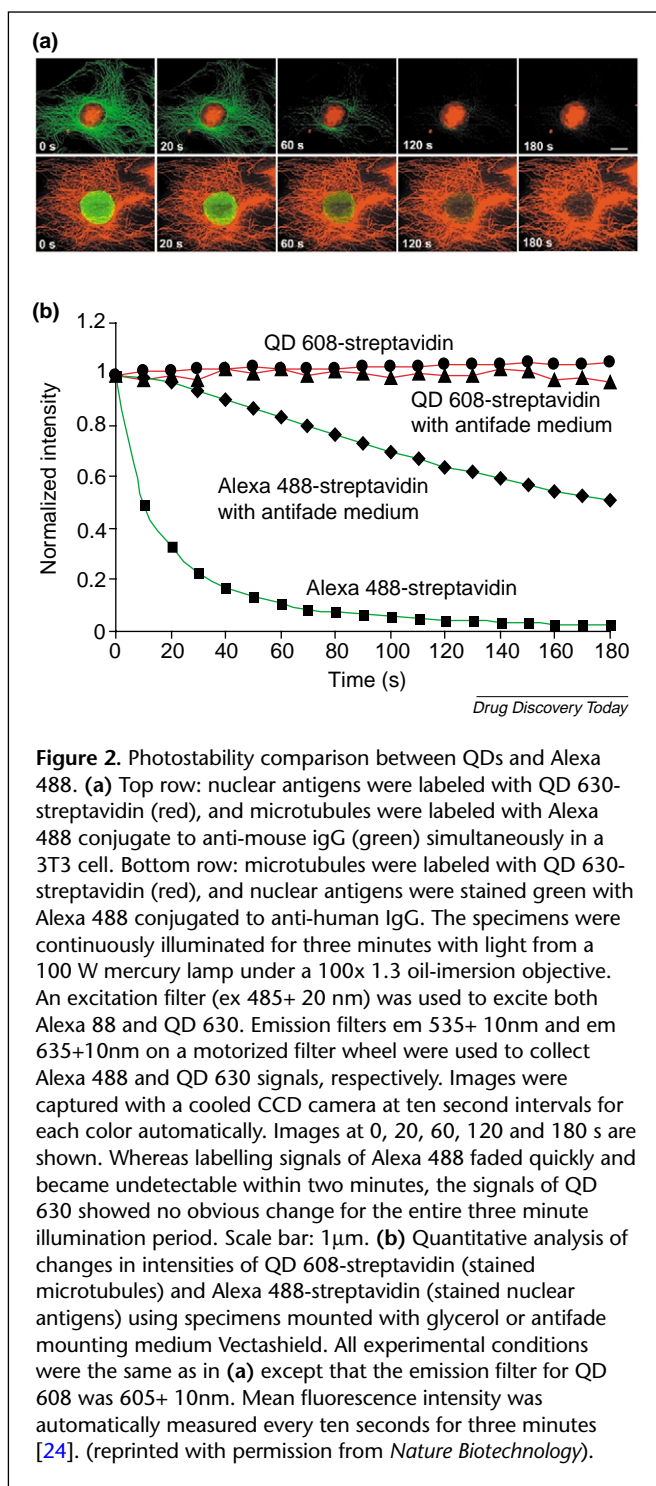 (a)
0 s 20 s 60 s 120 s 180 s
0 s 20 s 60 s 120 s 180 s
(b)
1.2
1
0.8
0.6
0.4
0.2
0
Normalized intensity
QD 608-streptavidin
QD 608-streptavidin
with antifade medium
Alexa 488-streptavidin
with antifade medium
Alexa 488-streptavidin
0 20 40 60 80 100 120 140 160 180
Time (s)
Drug Discovery Today
Figure 2. Photostability comparison between QDs and Alexa
488. (a) Top row: nuclear antigens were labeled with QD 630-
streptavidin (red), and microtubules were labeled with Alexa
488 conjugate to anti-mouse igG (green) simultaneously in a
3T3 cell. Bottom row: microtubules were labeled with QD 630-
streptavidin (red), and nuclear antigens were stained green with
Alexa 488 conjugated to anti-human IgG. The specimens were
continuously illuminated for three minutes with light from a
100 W mercury lamp under a 100x 1.3 oil-imersion objective.
An excitation filter (ex 485+ 20 nm) was used to excite both
Alexa 88 and QD 630. Emission filters em 535+ 10nm and em
635+10nm on a motorized filter wheel were used to collect
Alexa 488 and QD 630 signals, respectively. Images were
captured with a cooled CCD camera at ten second intervals for
each color automatically. Images at 0, 20, 60, 120 and 180 s are
shown. Whereas labelling signals of Alexa 488 faded quickly and
became undetectable within two minutes, the signals of QD
630 showed no obvious change for the entire three minute
illumination period. Scale bar: 1μm. (b) Quantitative analysis of
changes in intensities of QD 608-streptavidin (stained
microtubules) and Alexa 488-streptavidin (stained nuclear
antigens) using specimens mounted with glycerol or antifade
mounting medium Vectashield. All experimental conditions
were the same as in (a) except that the emission filter for QD
608 was 605+ 10nm. Mean fluorescence intensity was
automatically measured every ten seconds for three minutes
[24]. (reprinted with permission from Nature Biotechnology).